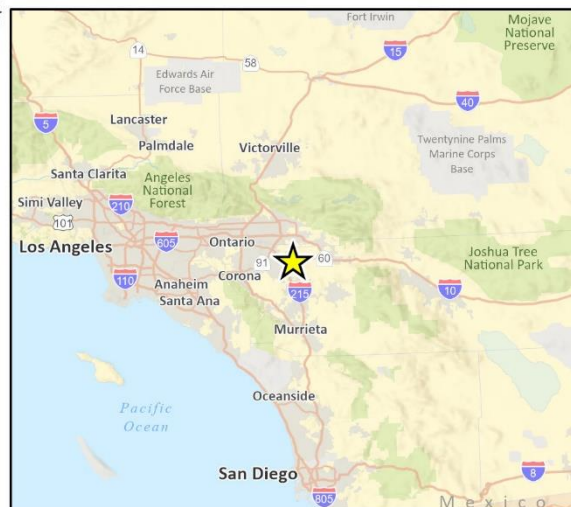 Fort Irwin
Mojave
National
Preserve
14
58
15
Edwards Air
Force Base
40
5
Lancaster
Palmdale
Victorville
Twentynine Palms
Marine Corps
Base
Santa Clarita
Angeles
National
Forest
Simi Valley
210
101
Los Angeles
605
Ontario
91
60
Joshua Tree
National Park
110
Anaheim
Corona
215
10
Santa Ana
Murrieta
Oceanside
Pacific
Ocean
San Diego
8
805
Mexico